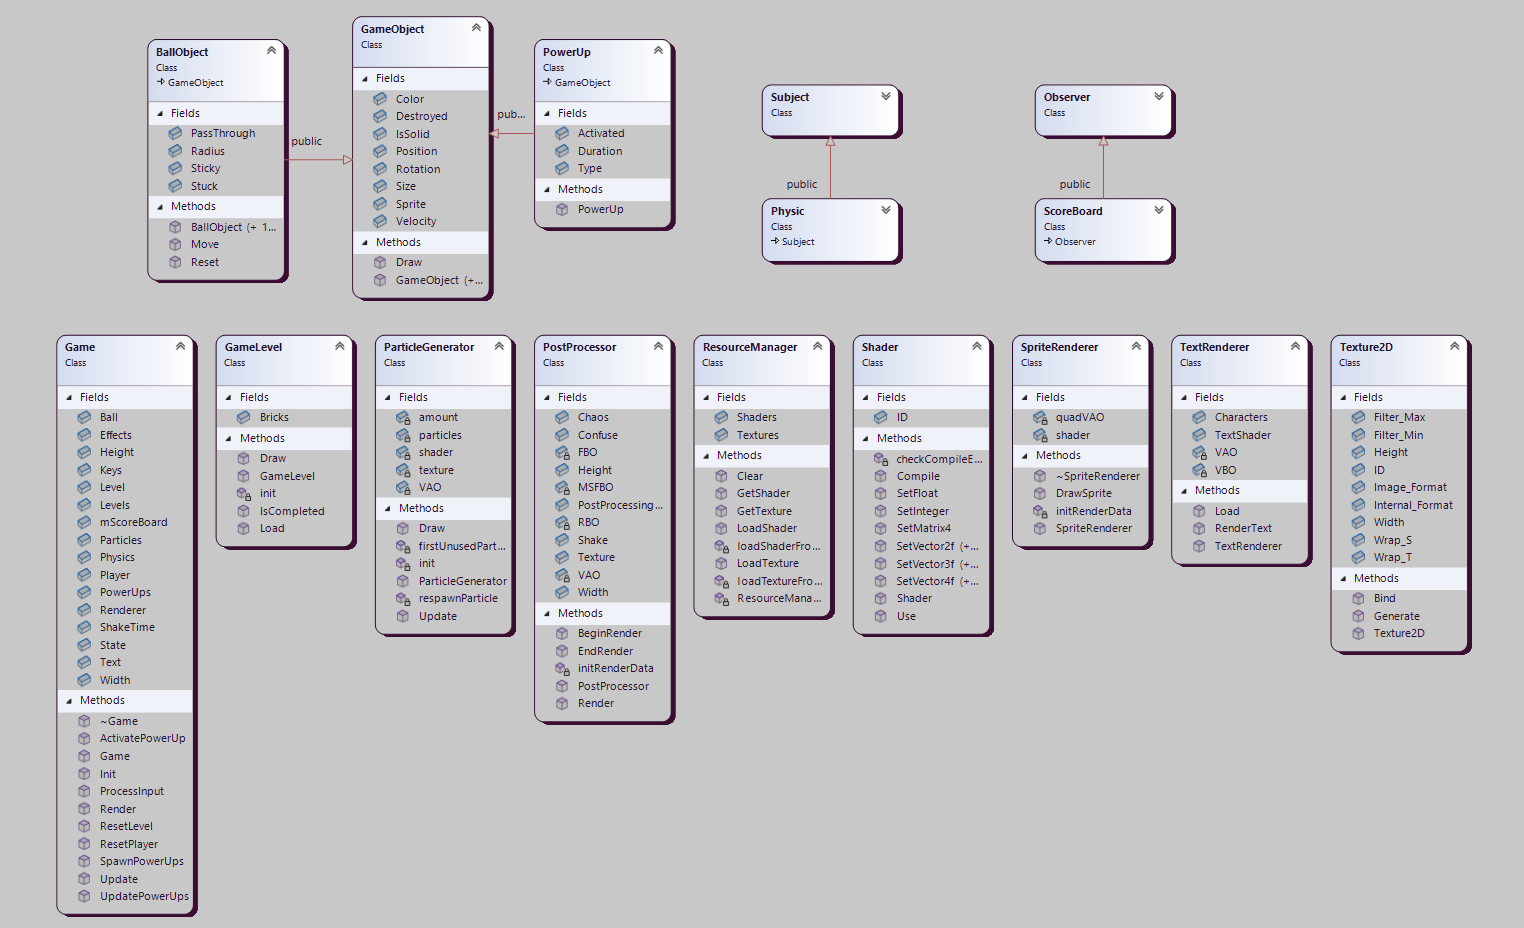 BallObject
Class
GameObject
Fields
PassThrough
Radius
Sticky
Stuck
Methods
BallObject (+ 1...
Move
Reset
public
GameObject
Class
Fields
Color
Destroyed
IsSolid
Position
Rotation
Size
Sprite
Velocity
Methods
Draw
GameObject (+...
pub...
PowerUp
Class
GameObject
Fields
Activated
Duration
Type
Methods
PowerUp
Subject
Class
public
Physic
Class
Subject
Observer
Class
public
ScoreBoard
Class
Observer
Game
Class
Fields
Ball
Effects
Height
Keys
Level
Levels
mScoreBoard
Particles
Physics
Player
PowerUps
Renderer
ShakeTime
State
Text
Width
Methods
~Game
ActivatePowerUp
Game
Init
ProcessInput
Render
ResetLevel
ResetPlayer
SpawnPowerUps
Update
UpdatePowerUps
GameLevel
Class
Fields
Bricks
Methods
Draw
GameLevel
init
IsCompleted
Load
ParticleGenerator
Class
Fields
amount
particles
shader
texture
VAO
Methods
Draw
firstUnusedPart...
init
ParticleGenerator
respawnParticle
Update
PostProcessor
Class
Fields
Chaos
Confuse
FBO
Height
MSFBO
PostProcessing...
RBO
Shake
Texture
VAO
Width
Methods
BeginRender
EndRender
initRenderData
PostProcessor
Render
ResourceManager
Class
Fields
Shaders
Textures
Methods
Clear
GetShader
GetTexture
LoadShader
loadShaderFro...
LoadTexture
loadTextureFro...
ResourceMana...
Shader
Class
Fields
ID
Methods
checkCompileE...
Compile
SetFloat
SetInteger
SetMatrix4
SetVector2f (+...
SetVector3f (+...
SetVector4f (+...
Shader
Use
SpriteRenderer
Class
Fields
quadVAO
shader
Methods
~SpriteRenderer
DrawSprite
initRenderData
SpriteRenderer
TextRenderer
Class
Fields
Characters
TextShader
VAO
VBO
Methods
Load
RenderText
TextRenderer
Texture2D
Class
Fields
Filter_Max
Filter_Min
Height
ID
Image_Format
Internal_Format
Width
Wrap_S
Wrap_T
Methods
Bind
Generate
Texture2D